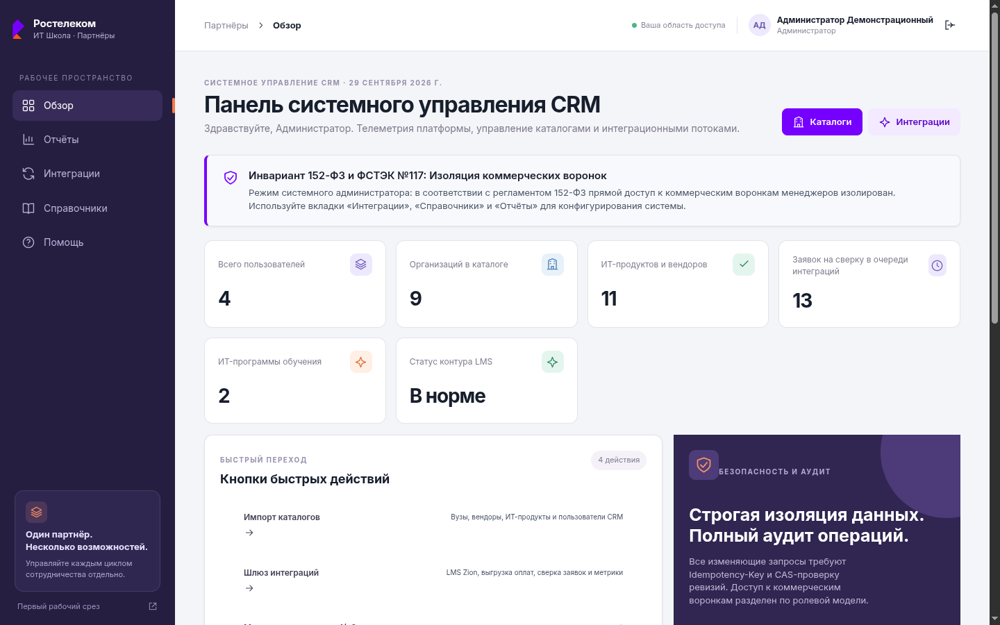 Ростелеком
ИТ Школа · Партнёры
РАБОЧЕЕ ПРОСТРАНСТВО
Обзор
Отчёты
Интеграции
Справочники
Помощь
Один партнёр.
Несколько возможностей.
Управляйте каждым циклом
сотрудничества отдельно.
Первый рабочий срез
Партнёры
Обзор
Ваша область доступа
АД
Администратор Демонстрационный
Администратор
СИСТЕМНОЕ УПРАВЛЕНИЕ CRM · 29 СЕНТЯБРЯ 2026 Г.
Панель системного управления CRM
Здравствуйте, Администратор. Телеметрия платформы, управление каталогами и интеграционными потоками.
Каталоги
Интеграции
Инвариант 152-ФЗ и ФСТЭК №117: Изоляция коммерческих воронок
Режим системного администратора: в соответствии с регламентом 152-ФЗ прямой доступ к коммерческим воронкам менеджеров изолирован.
Используйте вкладки «Интеграции», «Справочники» и «Отчёты» для конфигурирования системы.
Всего пользователей
4
Организаций в каталоге
9
ИТ-продуктов и вендоров
11
Заявок на сверку в очереди
интеграций
13
ИТ-программы обучения
2
Статус контура LMS
В норме
БЫСТРЫЙ ПЕРЕХОД
4 действия
Кнопки быстрых действий
Импорт каталогов
Вузы, вендоры, ИТ-продукты и пользователи CRM
Шлюз интеграций
LMS Zion, выгрузка оплат, сверка заявок и метрики
БЕЗОПАСНОСТЬ И АУДИТ
Строгая изоляция данных.
Полный аудит операций.
Все изменяющие запросы требуют
Idempotency-Key и CAS-проверку
ревизий. Доступ к коммерческим
воронкам разделен по ролевой модели.